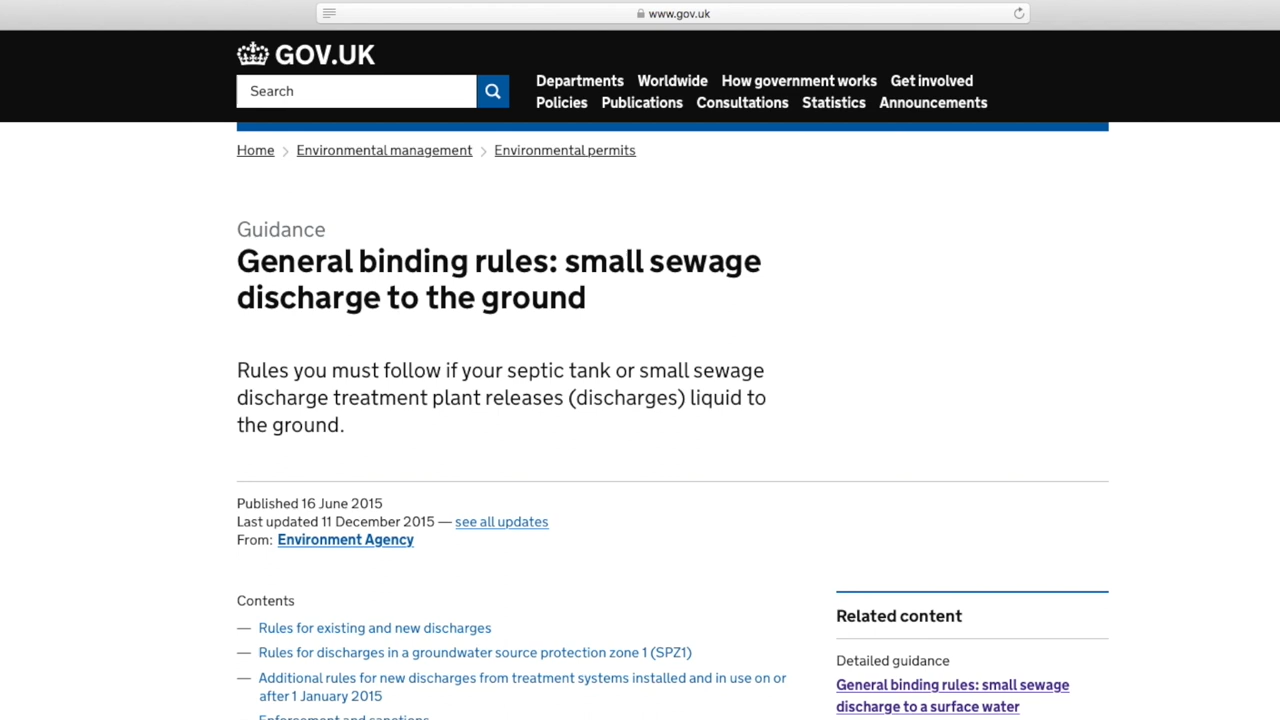 www.gov.uk
GOV.UK
Search
Departments Worldwide How government works Get involved
Policies Publications Consultations Statistics Announcements
Home > Environmental management > Environmental permits
Guidance
General binding rules: small sewage
discharge to the ground
Rules you must follow if your septic tank or small sewage
discharge treatment plant releases (discharges) liquid to
the ground.
Published 16 June 2015
Last updated 11 December 2015 — see all updates
From: Environment Agency
Contents
— Rules for existing and new discharges
— Rules for discharges in a groundwater source protection zone 1 (SPZ1)
— Additional rules for new discharges from treatment systems installed and in use on or
after 1 January 2015
Enforcement and sanctions
Related content
Detailed guidance
General binding rules: small sewage
discharge to a surface water